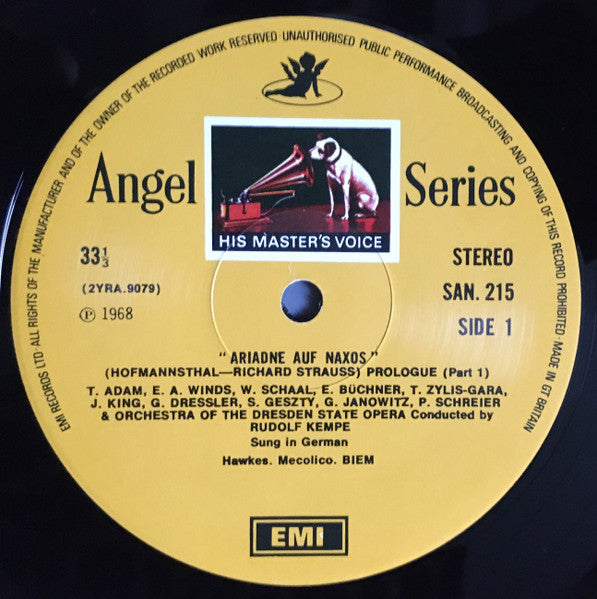 EMI RECORDS LTD · ALL RIGHTS OF THE MANUFACTURER AND OF THE OWNER OF THE RECORDED WORK RESERVED · UNAUTHORISED PUBLIC PERFORMANCE BROADCASTING AND COPYING OF THIS RECORD PROHIBITED · MADE IN GT BRITAIN
Angel Series
HIS MASTER'S VOICE
33⅓ STEREO
(2YRA.9079) SAN. 215
℗ 1968 SIDE 1
"ARIADNE AUF NAXOS"
(HOFMANNSTHAL—RICHARD STRAUSS) PROLOGUE (Part 1)
T. ADAM, E. A. WINDS, W. SCHAAL, E. BÜCHNER, T. ZYLIS-GARA,
J. KING, G. DRESSLER, S. GESZTY, G. JANOWITZ, P. SCHREIER
& ORCHESTRA OF THE DRESDEN STATE OPERA Conducted by
RUDOLF KEMPE
Sung in German
Hawkes. Mecolico. BIEM
EMI